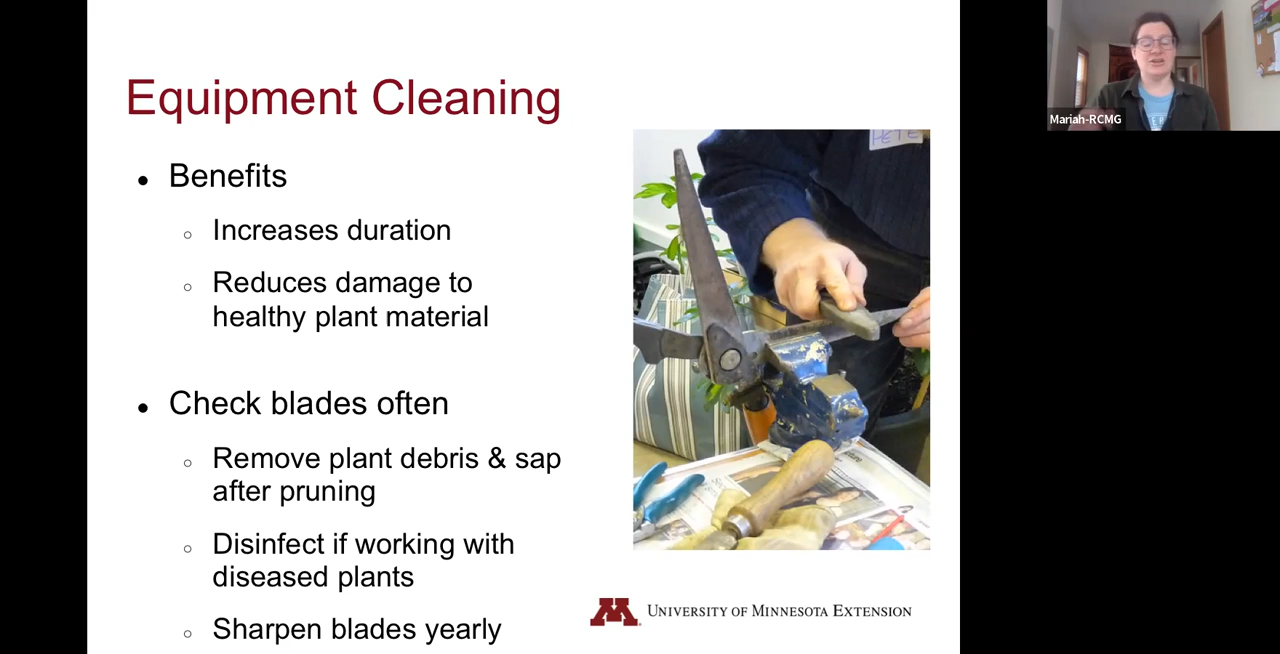 Equipment Cleaning
● Benefits
○ Increases duration
○ Reduces damage to
healthy plant material
● Check blades often
○ Remove plant debris & sap
after pruning
○ Disinfect if working with
diseased plants
○ Sharpen blades yearly
PETE
M
UNIVERSITY OF MINNESOTA EXTENSION
Mariah-RCMG